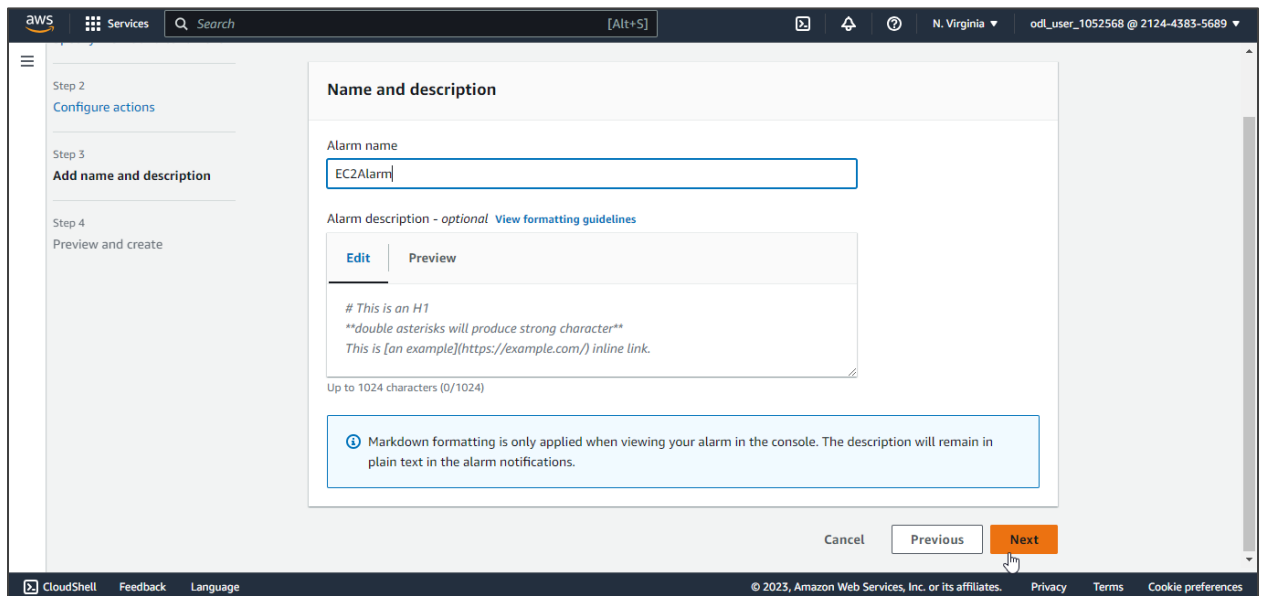 aws
Services
Search
[Alt+S]
N. Virginia
odl_user_1052568 @ 2124-4383-5689
Step 2
Configure actions
Step 3
Add name and description
Step 4
Preview and create
Name and description
Alarm name
EC2Alarm
Alarm description - optional View formatting guidelines
Edit
Preview
# This is an H1
**double asterisks will produce strong character**
This is [an example](https://example.com/) inline link.
Up to 1024 characters (0/1024)
Markdown formatting is only applied when viewing your alarm in the console. The description will remain in
plain text in the alarm notifications.
Cancel
Previous
Next
CloudShell
Feedback
Language
© 2023, Amazon Web Services, Inc. or its affiliates.
Privacy
Terms
Cookie preferences